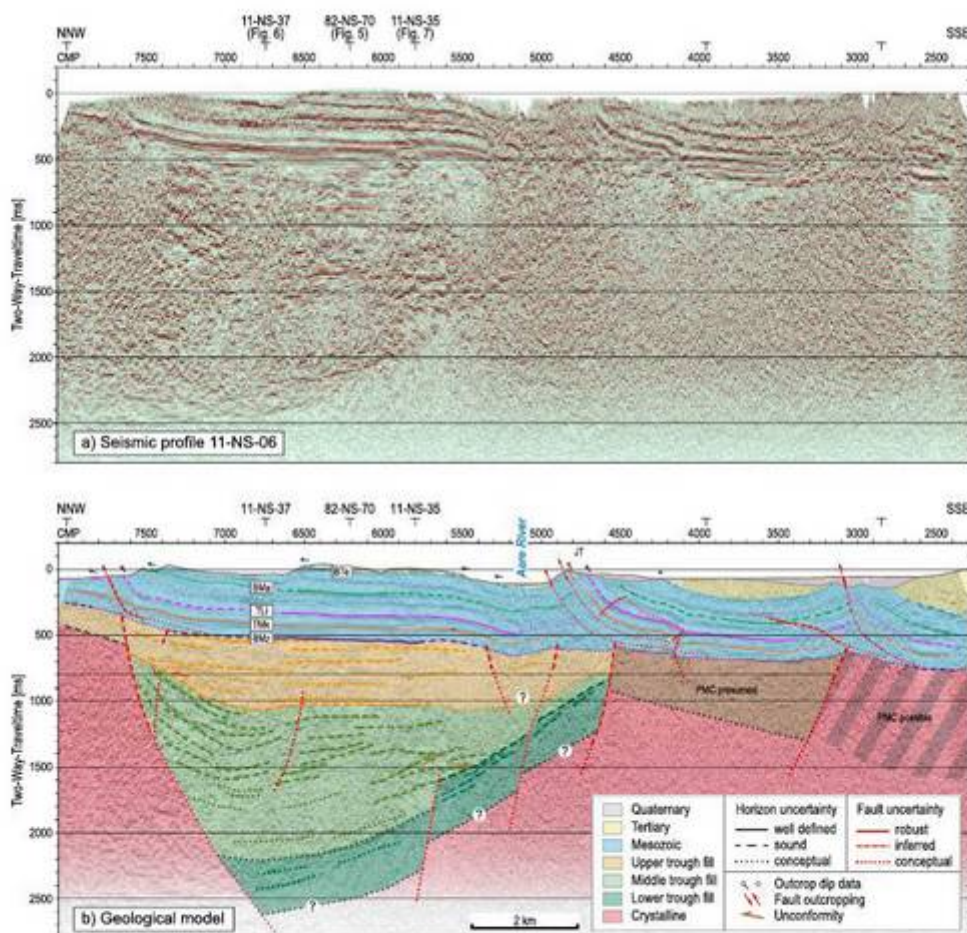 11-NS-37 82-NS-70 11-NS-35
NNW (Fig. 6) (Fig. 5) (Fig. 7) SSE
CMP 7500 6500 6000 5500 5000 4500 4000 3500 3000 2500
0
500
1000
1500
2000
2500
Two-Way-Traveltime [ms]
a) Seismic profile 11-NS-06
11-NS-37 82-NS-70 11-NS-35
NNW Aare River SSE
CMP 7500 6500 6000 5500 5000 4500 4000 3500 3000 2500
JT
0
BTe
BMa
TLi
TMk
500
BMz
PMC presumed
PMC possible
1000
?
1500
?
?
2000
?
2500
?
Two-Way-Traveltime [ms]
b) Geological model
2 km
Quaternary
Tertiary
Mesozoic
Upper trough fill
Middle trough fill
Lower trough fill
Crystalline
Horizon uncertainty
well defined
sound
conceptual
Fault uncertainty
robust
inferred
conceptual
Outcrop dip data
Fault outcropping
Unconformity